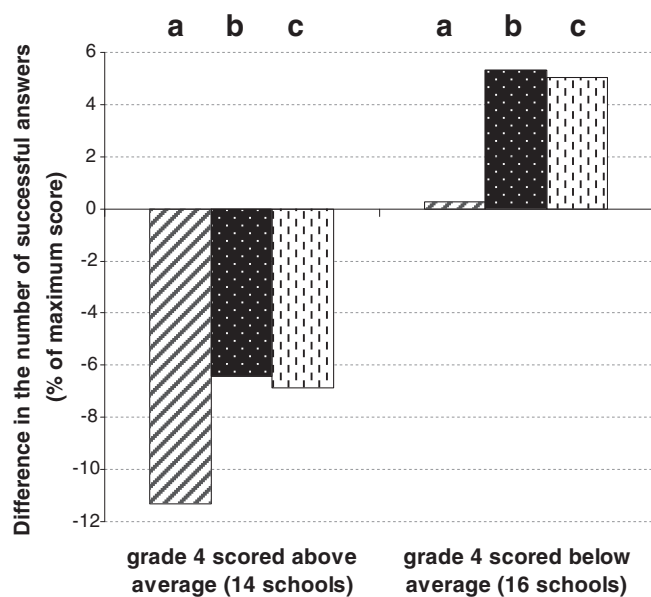 a b c a b c
6
4
2
0
-2
-4
-6
-8
-10
-12
Difference in the number of successful answers
(% of maximum score)
grade 4 scored above
average (14 schools)
grade 4 scored below
average (16 schools)